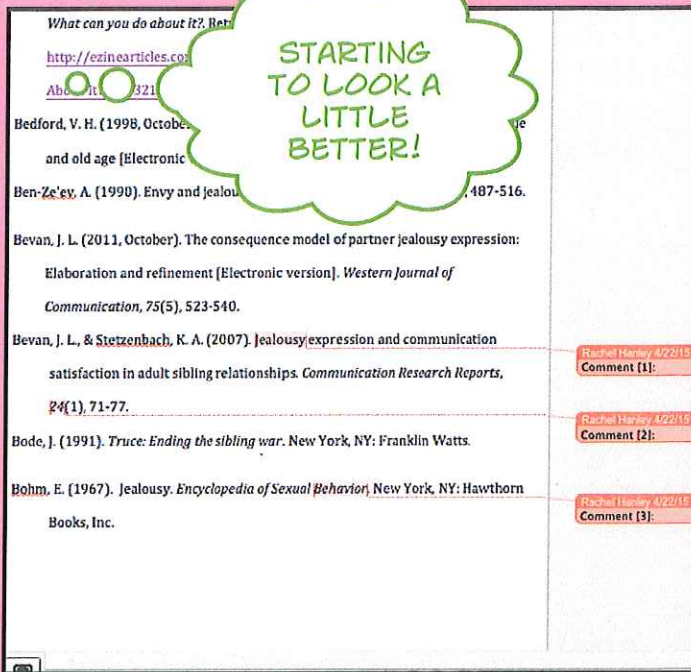 What can you do about it?.
STARTING
TO LOOK A
LITTLE
BETTER!
http://ezinearticles.co
321
Bedford, V. H. (1998,
and old age [Electronic
Ben-Ze'ev, A. (1990). Envy and 487-516.
Bevan, J. L. (2011, October). The consequence model of partner jealousy expression:
Elaboration and refinement [Electronic version]. Western Journal of
Communication, 75(5), 523-540.
Bevan, J. L., & Stetzenbach, K. A. (2007). Jealousy expression and communication
satisfaction in adult sibling relationships. Communication Research Reports,
24(1), 71-77.
Bode, J. (1991). Truce: Ending the sibling war. New York, NY: Franklin Watts.
Bohm, E. (1967). Jealousy. Encyclopedia of Sexual Behavior. New York, NY: Hawthorn
Books, Inc.
Rachel Hanley 4/22/15
Comment [1]:
Rachel Hanley 4/22/15
Comment [2]:
Rachel Hanley 4/22/15
Comment [3]: